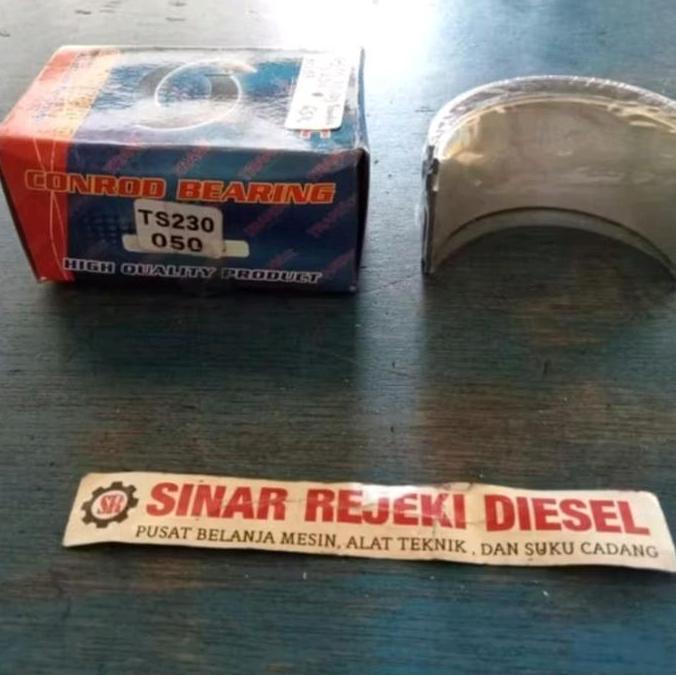 CONROD BEARING
TS230
050
HIGH QUALITY PRODUCT
SR
SINAR REJEKI DIESEL
PUSAT BELANJA MESIN, ALAT TEKNIK , DAN SUKU CADANG